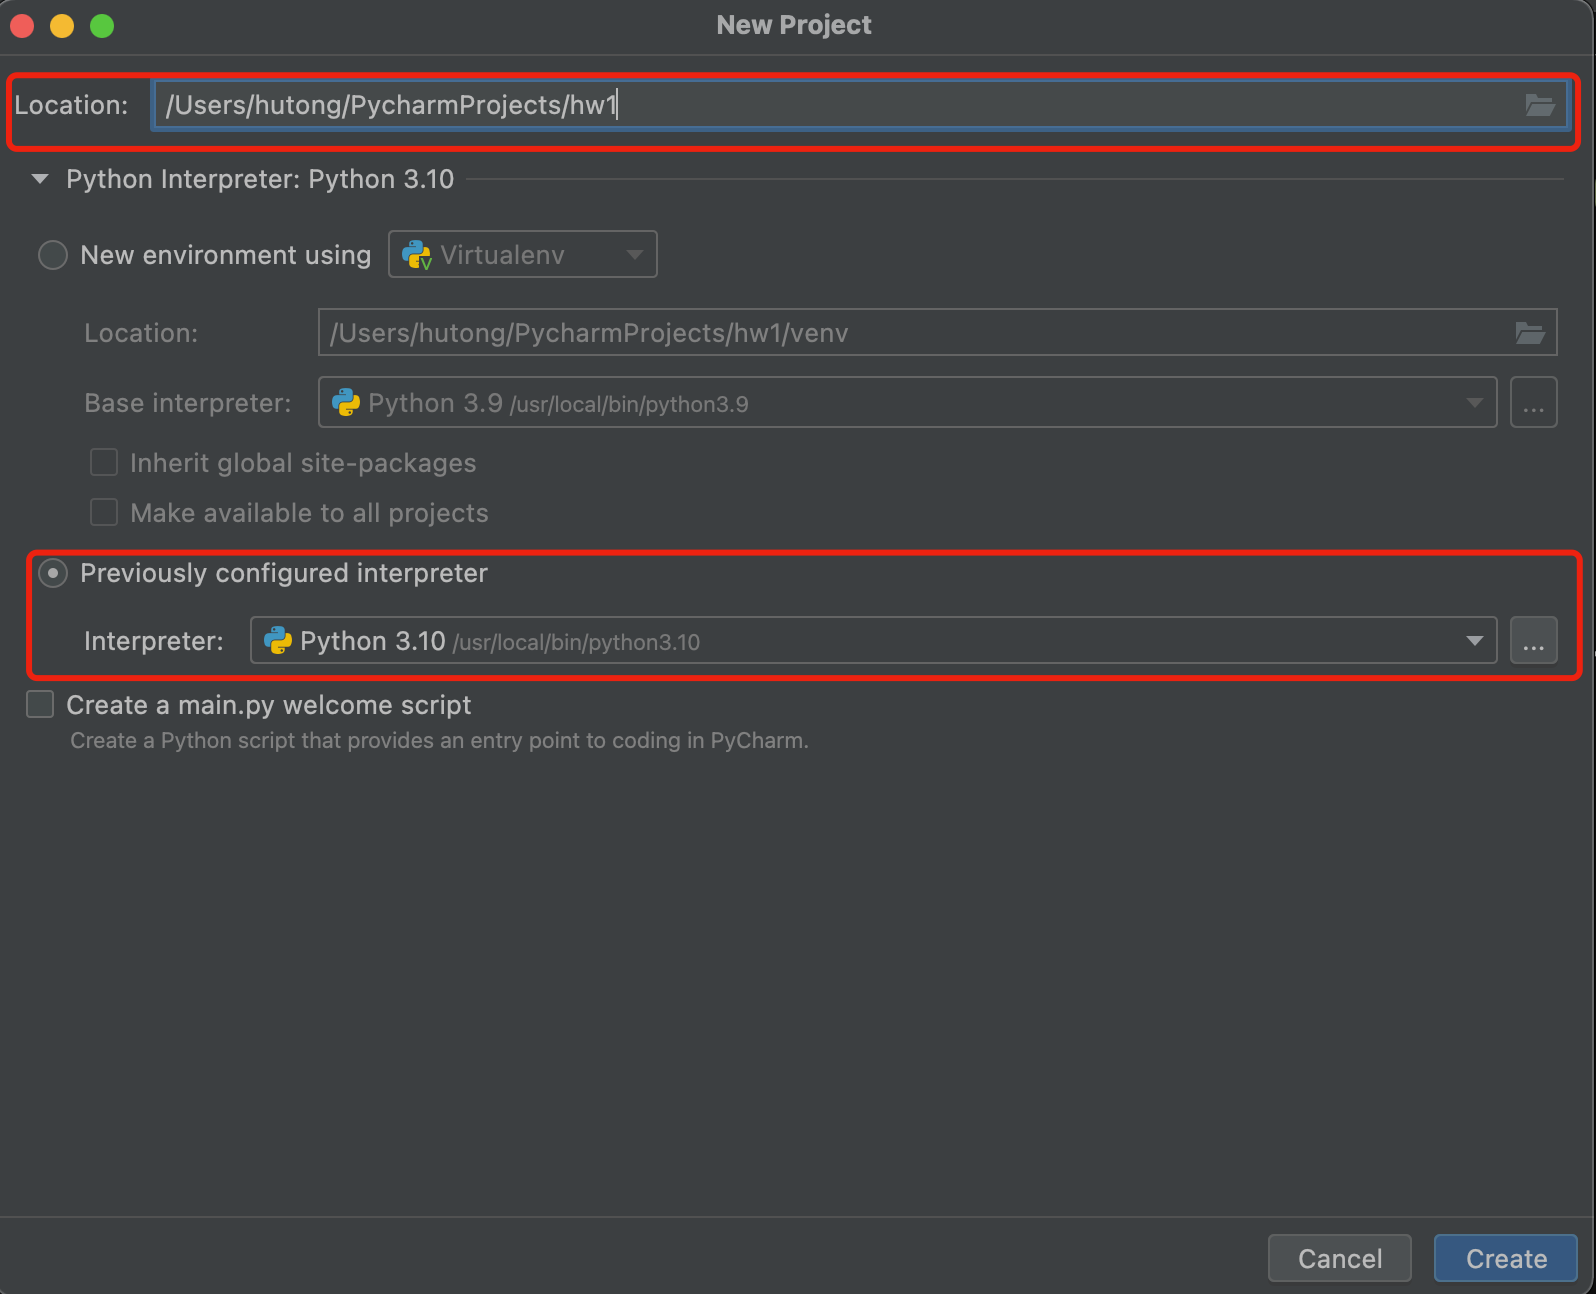 New Project
Location: /Users/hutong/PycharmProjects/hw1
Python Interpreter: Python 3.10
New environment using Virtualenv
Location: /Users/hutong/PycharmProjects/hw1/venv
Base interpreter: Python 3.9 /usr/local/bin/python3.9 ...
Inherit global site-packages
Make available to all projects
Previously configured interpreter
Interpreter: Python 3.10 /usr/local/bin/python3.10 ...
Create a main.py welcome script
Create a Python script that provides an entry point to coding in PyCharm.
Cancel Create